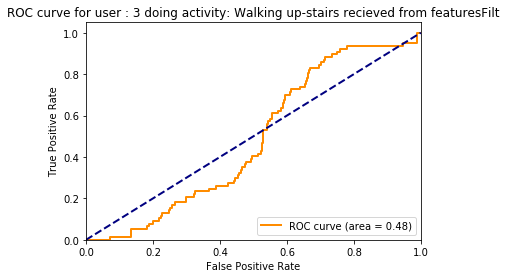 ROC curve for user : 3 doing activity: Walking up-stairs recieved from featuresFilt
1.0
0.8
0.6
0.4
0.2
0.0
True Positive Rate
ROC curve (area = 0.48)
0.0 0.2 0.4 0.6 0.8 1.0
False Positive Rate